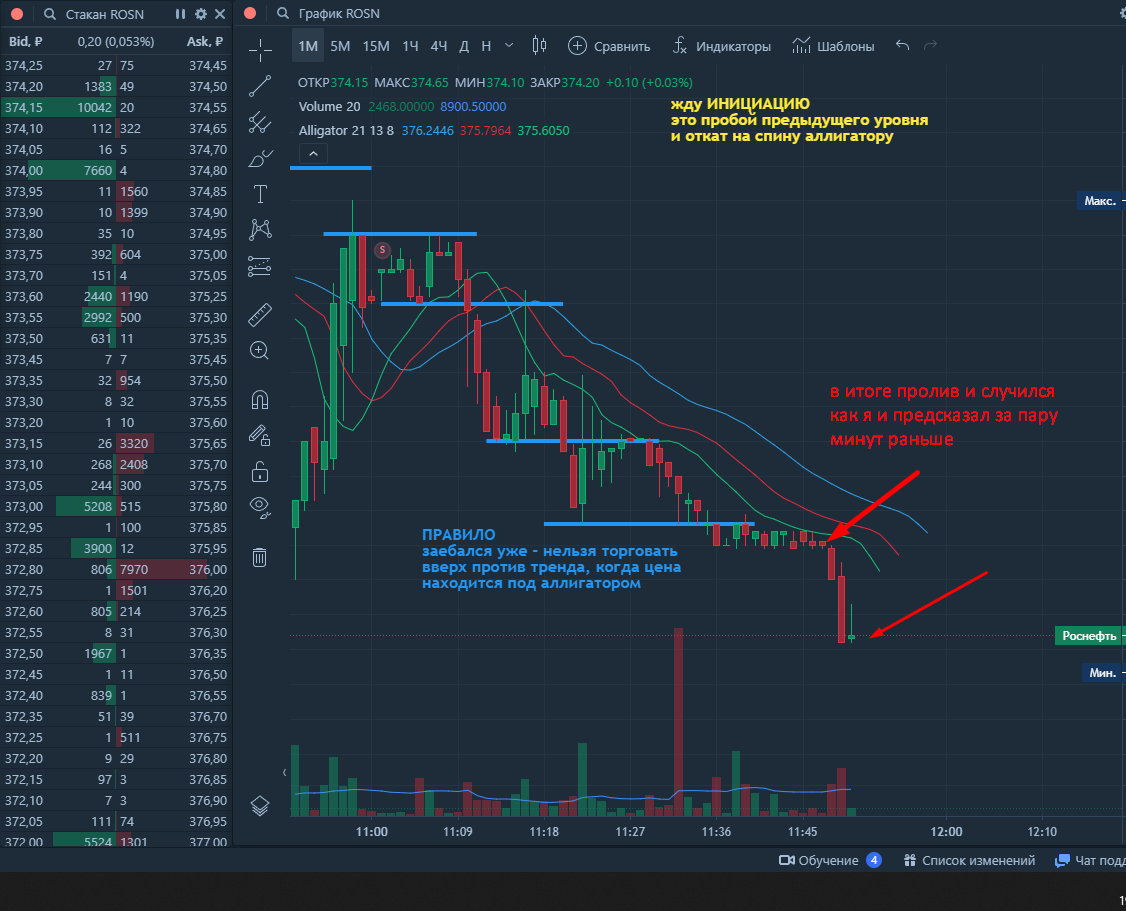 Стакан ROSN
График ROSN
Bid, ₽ 0,20 (0,053%) Ask, ₽
374,25 27 75 374,45
374,20 1383 49 374,50
374,15 10042 20 374,55
374,10 112 322 374,65
374,05 16 5 374,70
374,00 7660 4 374,80
373,95 11 1560 374,85
373,90 10 1399 374,90
373,80 35 10 374,95
373,75 392 604 375,00
373,70 151 4 375,05
373,60 2440 1190 375,25
373,55 2992 500 375,30
373,50 631 11 375,35
373,45 7 7 375,45
373,35 32 954 375,50
373,30 8 32 375,55
373,20 1 10 375,60
373,15 26 3320 375,65
373,10 268 2408 375,70
373,05 244 300 375,75
373,00 5208 515 375,80
372,95 1 100 375,85
372,85 3900 12 375,95
372,80 806 7970 376,00
372,75 1 1501 376,20
372,60 805 214 376,25
372,55 8 31 376,30
372,50 1967 1 376,35
372,45 1 11 376,50
372,40 839 1 376,55
372,35 51 39 376,70
372,25 1 511 376,75
372,20 9 29 376,80
372,15 97 3 376,85
372,10 7 3 376,90
372,05 111 74 376,95
372,00 5524 1301 377,00
1М 5М 15М 1Ч 4Ч Д Н Сравнить Индикаторы Шаблоны
ОТКР374.15 МАКС374.65 МИН374.10 ЗАКР374.20 +0.10 (+0.03%)
Volume 20 2468.00000 8900.50000
Alligator 21 13 8 376.2446 375.7964 375.6050
жду ИНИЦИАЦИЮ
это пробой предыдущего уровня
и откат на спину аллигатору
Макс.
S
в итоге пролив и случился
как я и предсказал за пару
минут раньше
ПРАВИЛО
заебался уже - нельзя торговать
вверх против тренда, когда цена
находится под аллигатором
Роснефть
Мин.
11:00 11:09 11:18 11:27 11:36 11:45 12:00 12:10
Обучение 4 Список изменений Чат подд